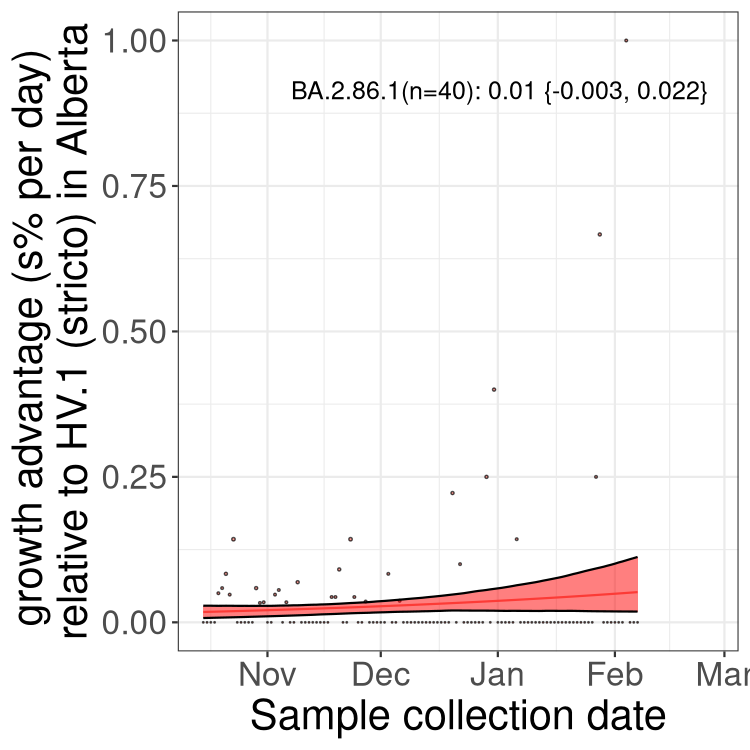 growth advantage (s% per day)
relative to HV.1 (stricto) in Alberta
1.00
0.75
0.50
0.25
0.00
BA.2.86.1(n=40): 0.01 {-0.003, 0.022}
Nov Dec Jan Feb Mar
Sample collection date